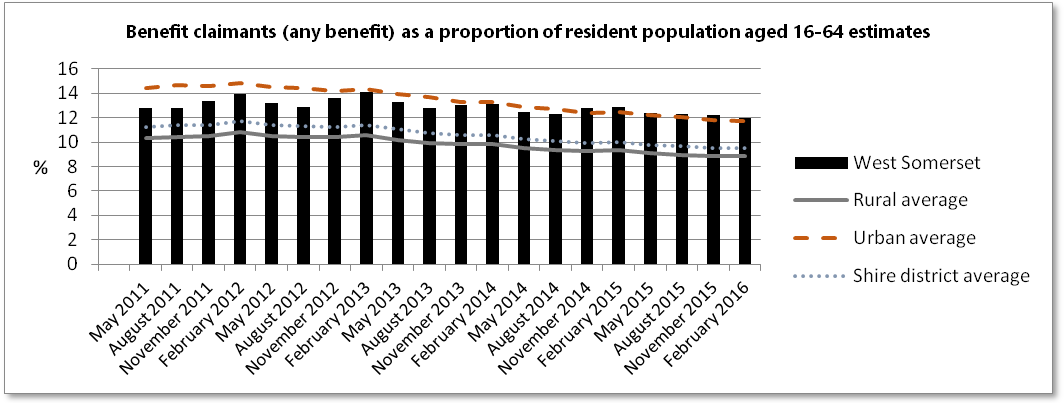 Benefit claimants (any benefit) as a proportion of resident population aged 16-64 estimates
16
14
12
10
8
6
4
2
0
%
May 2011
August 2011
November 2011
February 2012
May 2012
August 2012
November 2012
February 2013
May 2013
August 2013
November 2013
February 2014
May 2014
August 2014
November 2014
February 2015
May 2015
August 2015
November 2015
February 2016
West Somerset
Rural average
Urban average
Shire district average